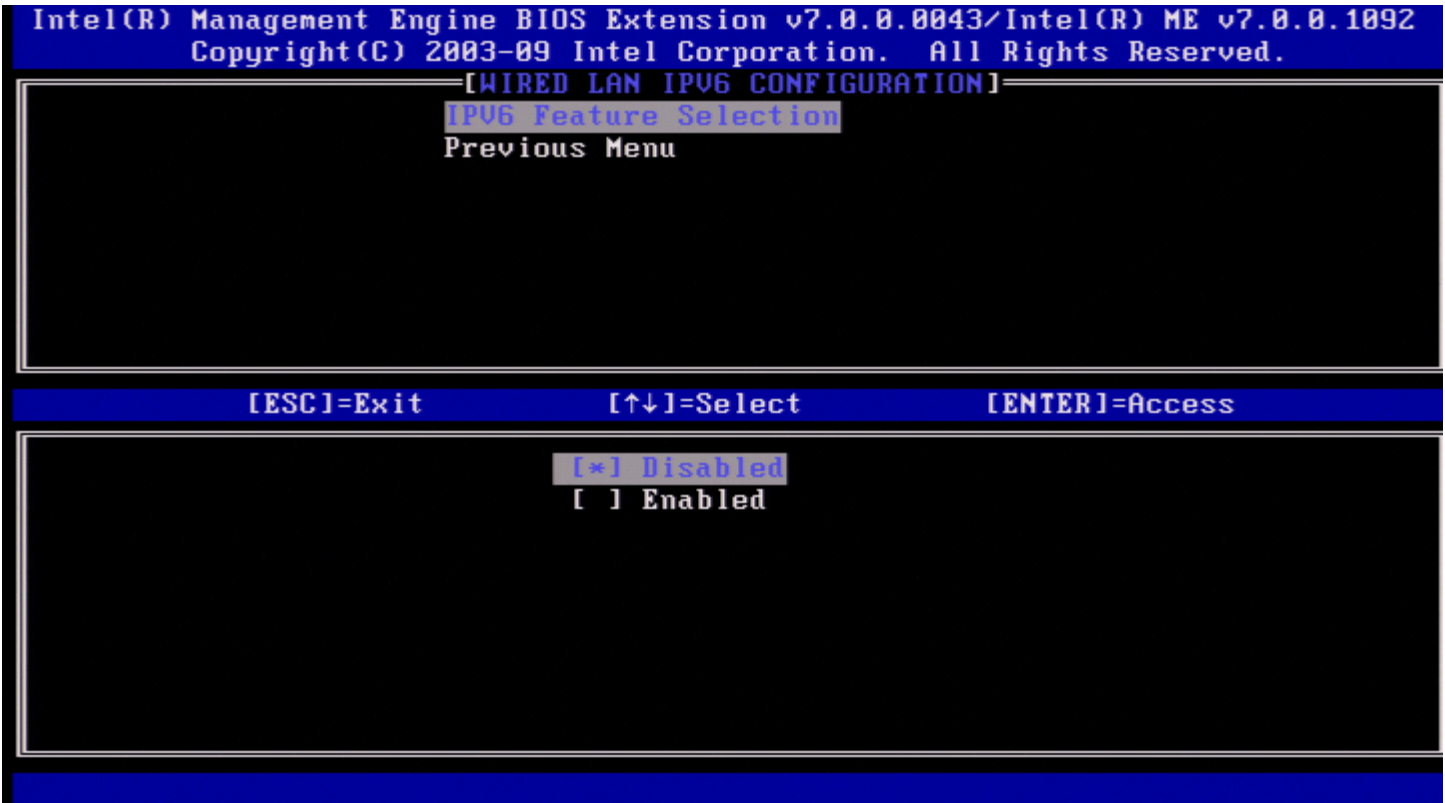 Intel(R) Management Engine BIOS Extension v7.0.0.0043/Intel(R) ME v7.0.0.1092
Copyright(C) 2003-09 Intel Corporation. All Rights Reserved.
[WIRED LAN IPV6 CONFIGURATION]
IPV6 Feature Selection
Previous Menu
[ESC]=Exit [↑↓]=Select [ENTER]=Access
[*] Disabled
[ ] Enabled